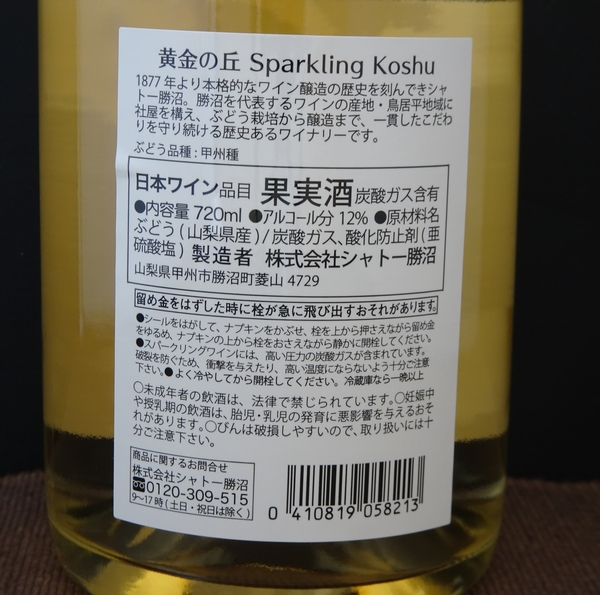 黄金の丘 Sparkling Koshu
1877年より本格的なワイン醸造の歴史を刻んできシャ
トー勝沼。勝沼を代表するワインの産地・鳥居平地域に
社屋を構え、ぶどう栽培から醸造まで、一貫したこだわ
りを守り続ける歴史あるワイナリーです。
ぶどう品種：甲州種
日本ワイン品目 果実酒 炭酸ガス含有
●内容量 720ml ●アルコール分 12% ●原材料名
ぶどう(山梨県産)/炭酸ガス、酸化防止剤(亜
硫酸塩) 製造者 株式会社シャトー勝沼
山梨県甲州市勝沼町菱山 4729
留め金をはずした時に栓が急に飛び出すおそれがあります。
●シールをはがして、ナプキンをかぶせ、栓を上から押さえながら留め金
をゆるめ、ナプキンの上から栓をおさえながら静かに開栓してください。
●スパークリングワインには、高い圧力の炭酸ガスが含まれています。
破裂を防ぐため、衝撃を与えたり、高い温度にならないよう十分ご注意
下さい。●よく冷やしてから開栓してください。冷蔵庫なら一晩以上
○未成年者の飲酒は、法律で禁じられています。○妊娠中
や授乳期の飲酒は、胎児・乳児の発育に悪影響を与えるおそ
れがあります。○びんは破損しやすいので、取り扱いには十
分ご注意下さい。
商品に関するお問合せ
株式会社シャトー勝沼
0120-309-515
9～17時(土日・祝日は除く)
0 410819 058213